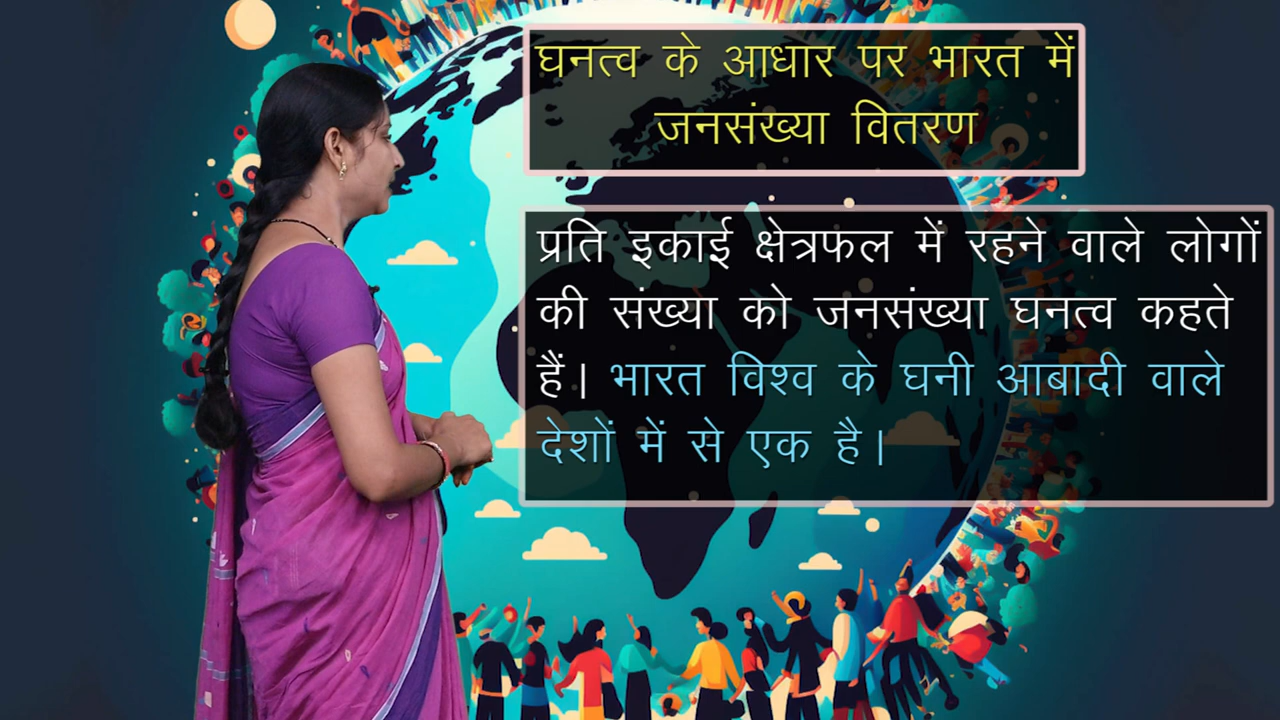 घनत्व के आधार पर भारत में
जनसंख्या वितरण
प्रति इकाई क्षेत्रफल में रहने वाले लोगों
की संख्या को जनसंख्या घनत्व कहते
हैं। भारत विश्व के घनी आबादी वाले
देशों में से एक है।